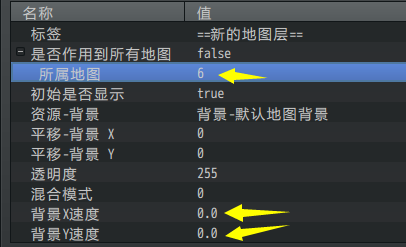 名称 值
标签 ==新的地图层==
是否作用到所有地图 false
所属地图 6
初始是否显示 true
资源-背景 背景-默认地图背景
平移-背景 X 0
平移-背景 Y 0
透明度 255
混合模式 0
背景X速度 0.0
背景Y速度 0.0